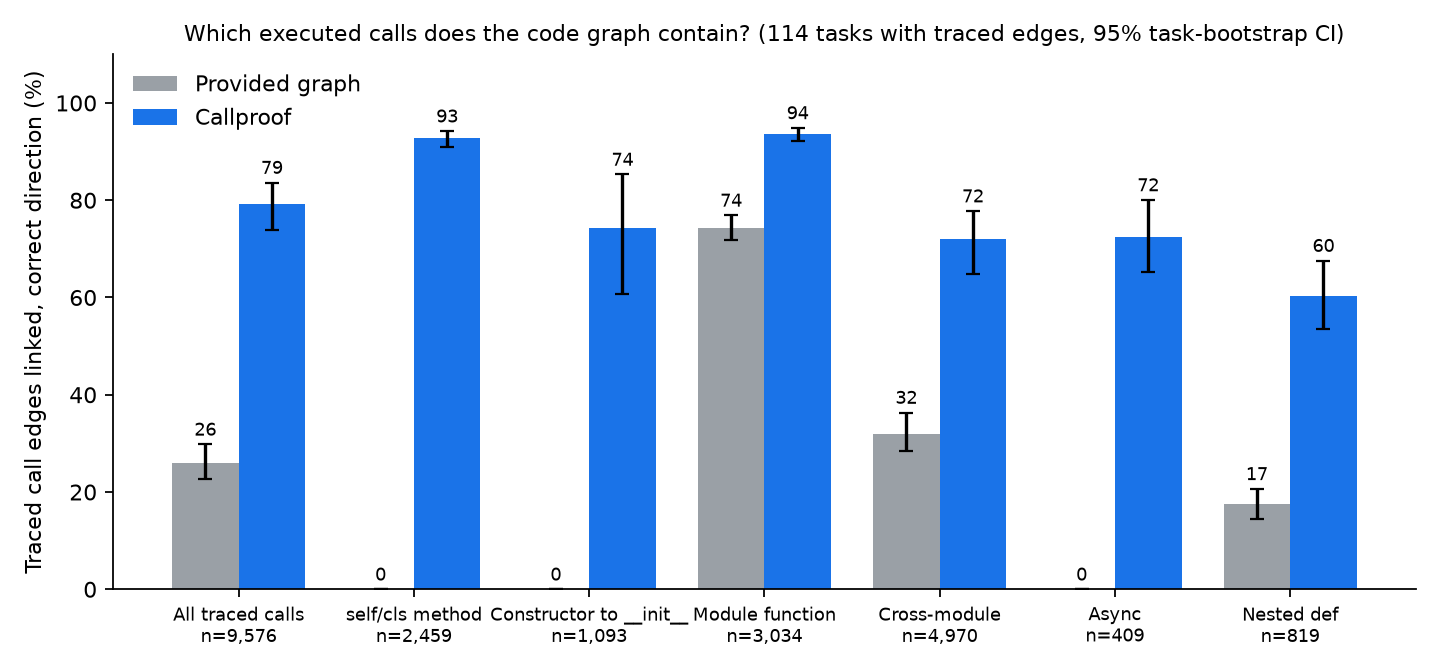 Which executed calls does the code graph contain? (114 tasks with traced edges, 95% task-bootstrap CI)
Traced call edges linked, correct direction (%)
Provided graph
Callproof
100
80
60
40
20
0
26
79
0
93
0
74
74
94
32
72
0
72
17
60
All traced calls
n=9,576
self/cls method
n=2,459
Constructor to __init__
n=1,093
Module function
n=3,034
Cross-module
n=4,970
Async
n=409
Nested def
n=819